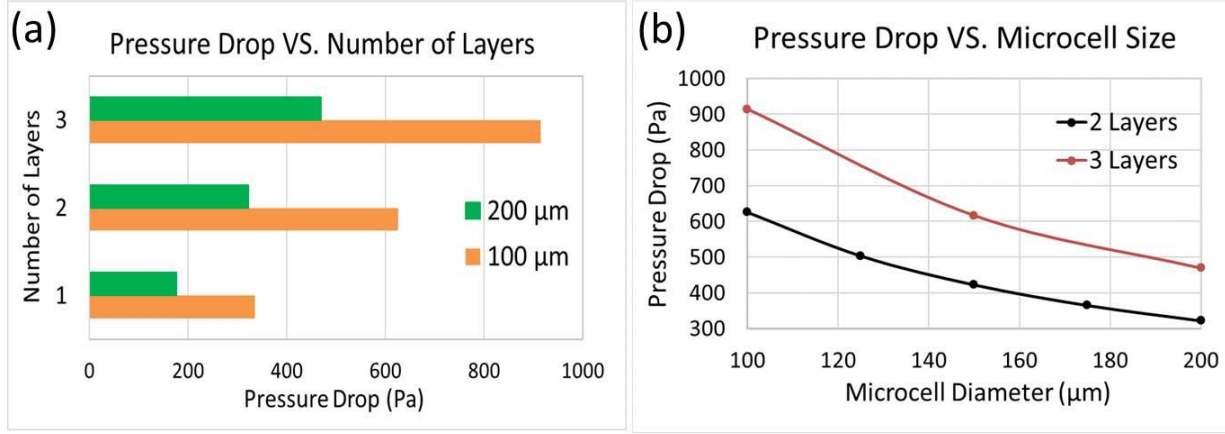 (a)
Pressure Drop VS. Number of Layers
Number of Layers
3
2
1
200 µm
100 µm
0 200 400 600 800 1000
Pressure Drop (Pa)
(b)
Pressure Drop VS. Microcell Size
Pressure Drop (Pa)
1000
900
800
700
600
500
400
300
2 Layers
3 Layers
100 120 140 160 180 200
Microcell Diameter (µm)